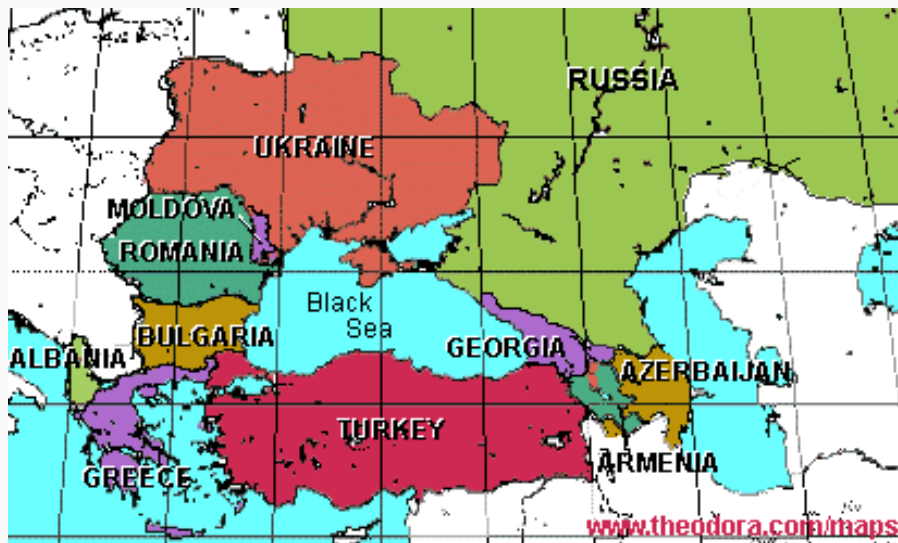 RUSSIA
UKRAINE
MOLDOVA
ROMANIA
Black
Sea
BULGARIA
GEORGIA
ALBANIA
AZERBAIJAN
TURKEY
ARMENIA
GREECE
www.theodora.com/maps